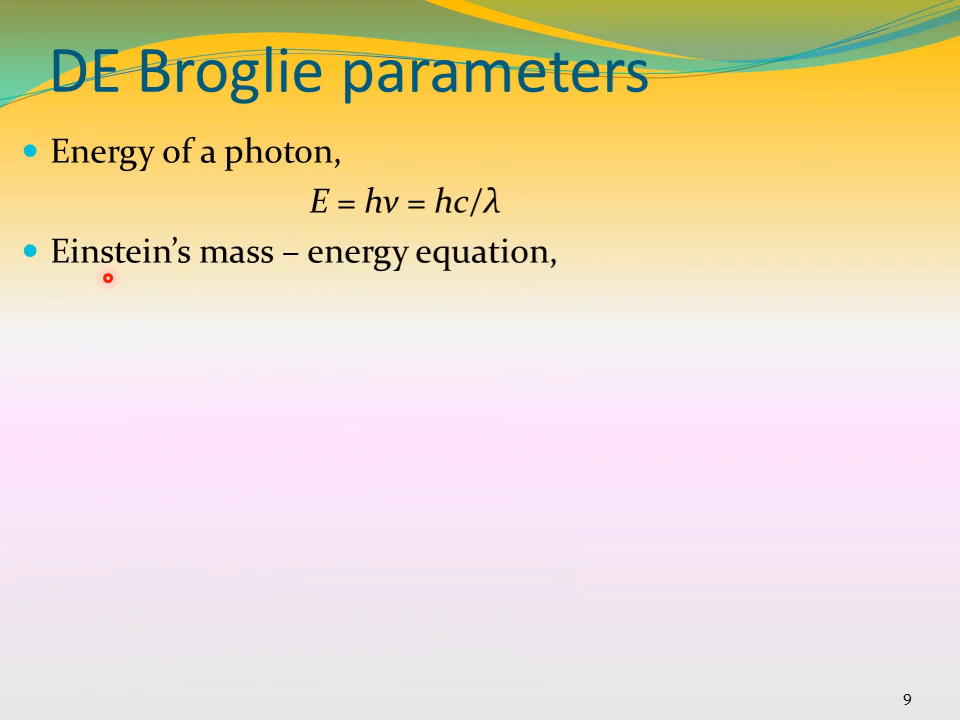 DE Broglie parameters
Energy of a photon,
E = hν = hc/λ
Einstein’s mass – energy equation,
9